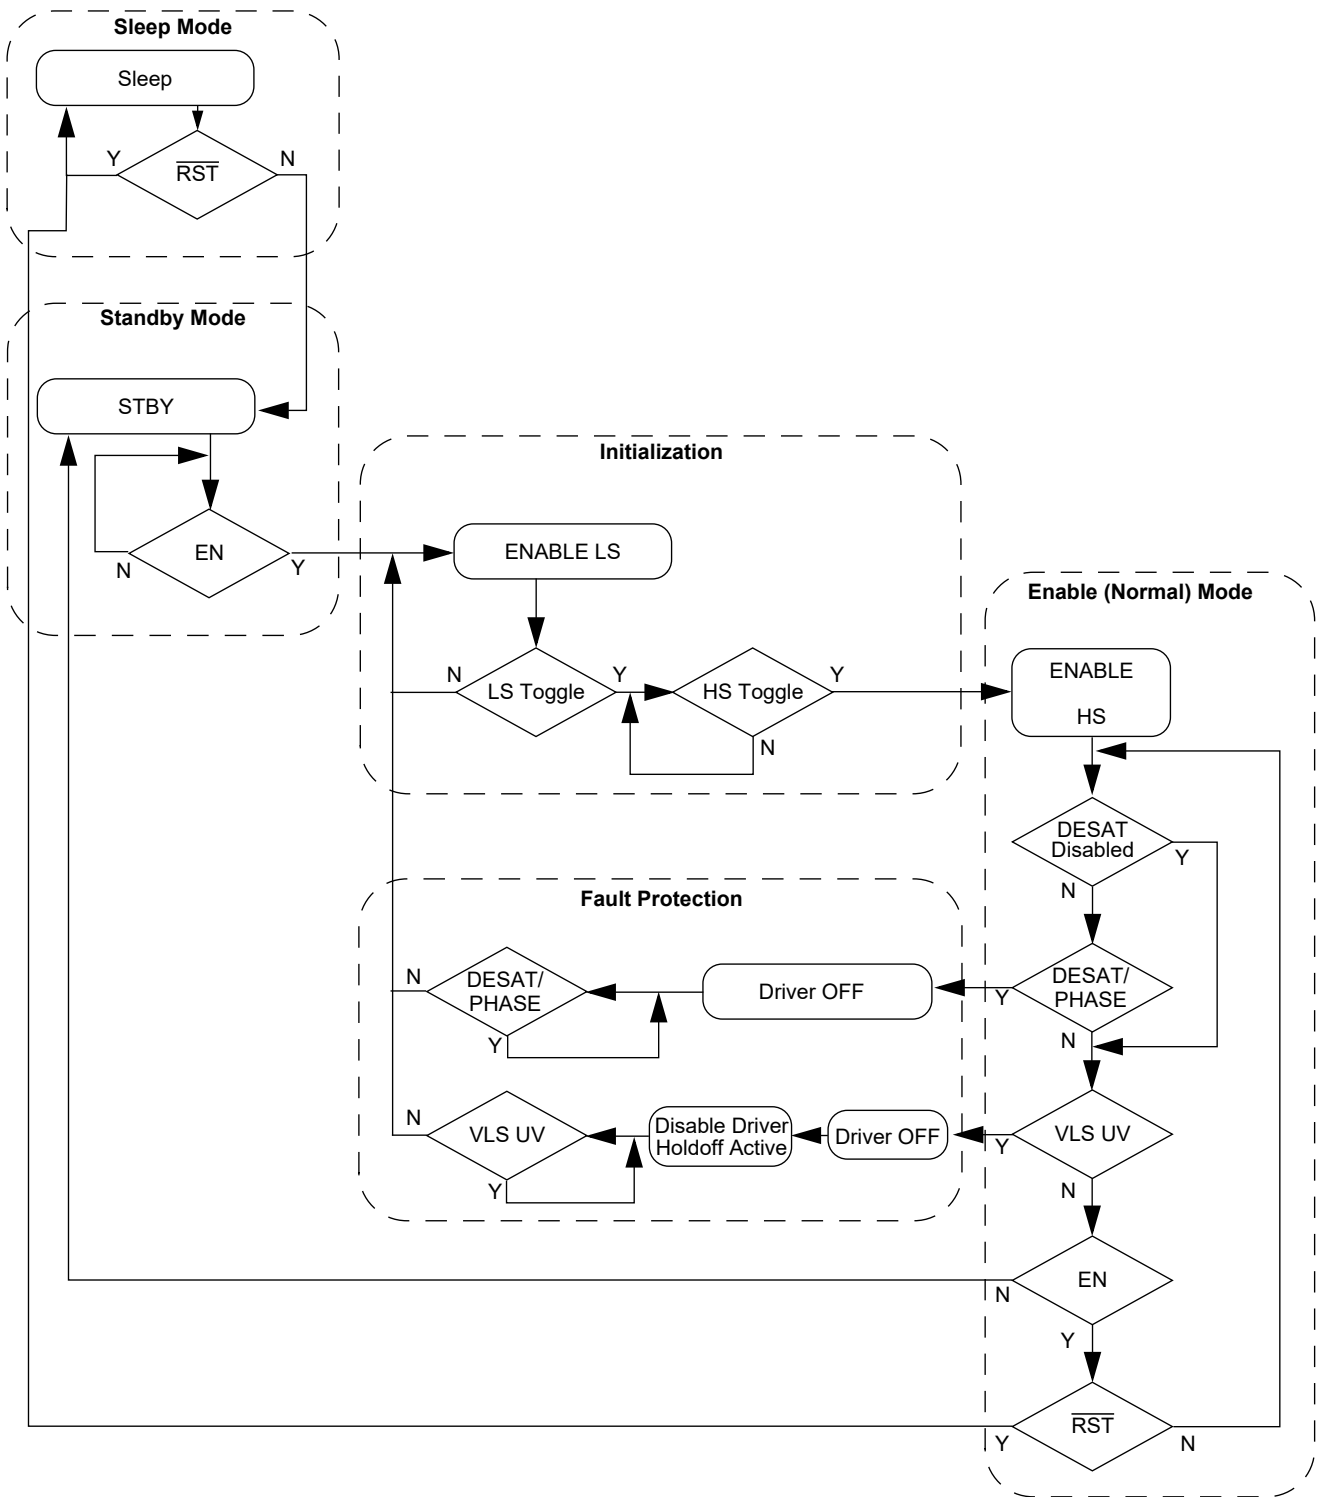 Sleep Mode
Sleep
Y
N
RST
Standby Mode
STBY
EN
N
Y
Initialization
ENABLE LS
N
LS Toggle
Y
HS Toggle
Y
N
Enable (Normal) Mode
ENABLE
HS
DESAT
Disabled
Y
N
Fault Protection
N
DESAT/
PHASE
Y
Driver OFF
DESAT/
PHASE
Y
N
N
VLS UV
Y
Disable Driver
Holdoff Active
Driver OFF
VLS UV
Y
N
EN
N
Y
RST
Y
N